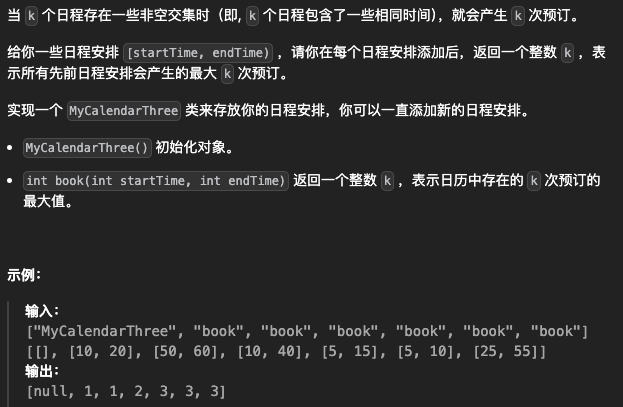 当 k 个日程存在一些非空交集时（即, k 个日程包含了一些相同时间），就会产生 k 次预订。
给你一些日程安排 [startTime, endTime) ，请你在每个日程安排添加后，返回一个整数 k ，表
示所有先前日程安排会产生的最大 k 次预订。
实现一个 MyCalendarThree 类来存放你的日程安排，你可以一直添加新的日程安排。
• MyCalendarThree() 初始化对象。
• int book(int startTime, int endTime) 返回一个整数 k ，表示日历中存在的 k 次预订的
最大值。
示例：
输入：
["MyCalendarThree", "book", "book", "book", "book", "book", "book"]
[[], [10, 20], [50, 60], [10, 40], [5, 15], [5, 10], [25, 55]]
输出：
[null, 1, 1, 2, 3, 3, 3]